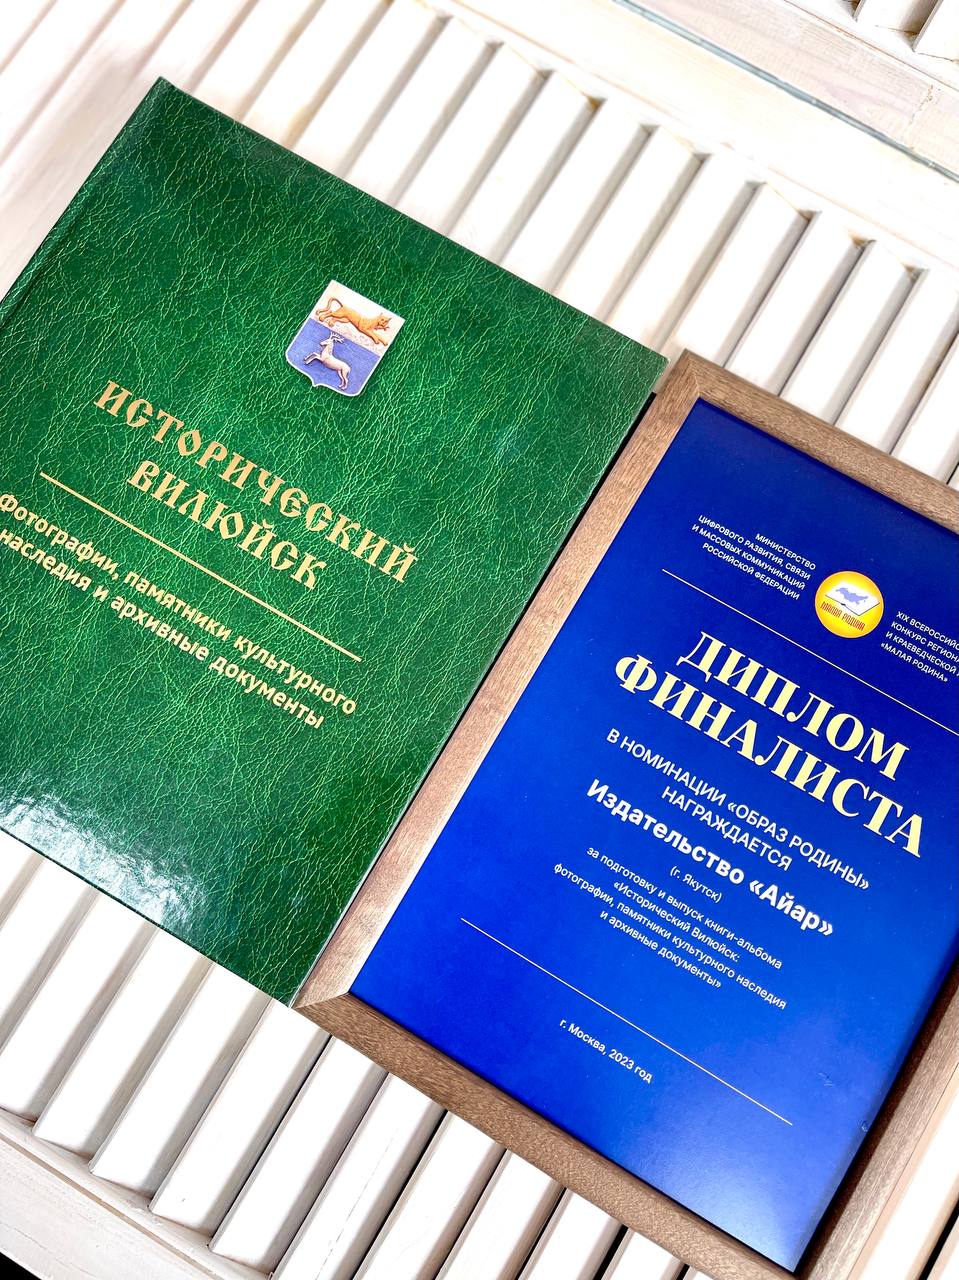 ИСТОРИЧЕСКИЙ
ВИЛЮЙСК
Фотографии, памятники культурного
наследия и архивные документы
МИНИСТЕРСТВО
ЦИФРОВОГО РАЗВИТИЯ, СВЯЗИ
И МАССОВЫХ КОММУНИКАЦИЙ
РОССИЙСКОЙ ФЕДЕРАЦИИ
МАЛАЯ РОДИНА
XIX
КОНКУРС
И КРАЕВЕДЧЕСКОЙ
«МАЛАЯ РОДИНА»
ДИПЛОМ
ФИНАЛИСТА
В НОМИНАЦИИ «ОБРАЗ РОДИНЫ»
НАГРАЖДАЕТСЯ
Издательство «Айар»
(г. Якутск)
за подготовку и выпуск книги-альбома
«Исторический Вилюйск:
фотографии, памятники культурного наследия
и архивные документы»
г. Москва, 2023 год